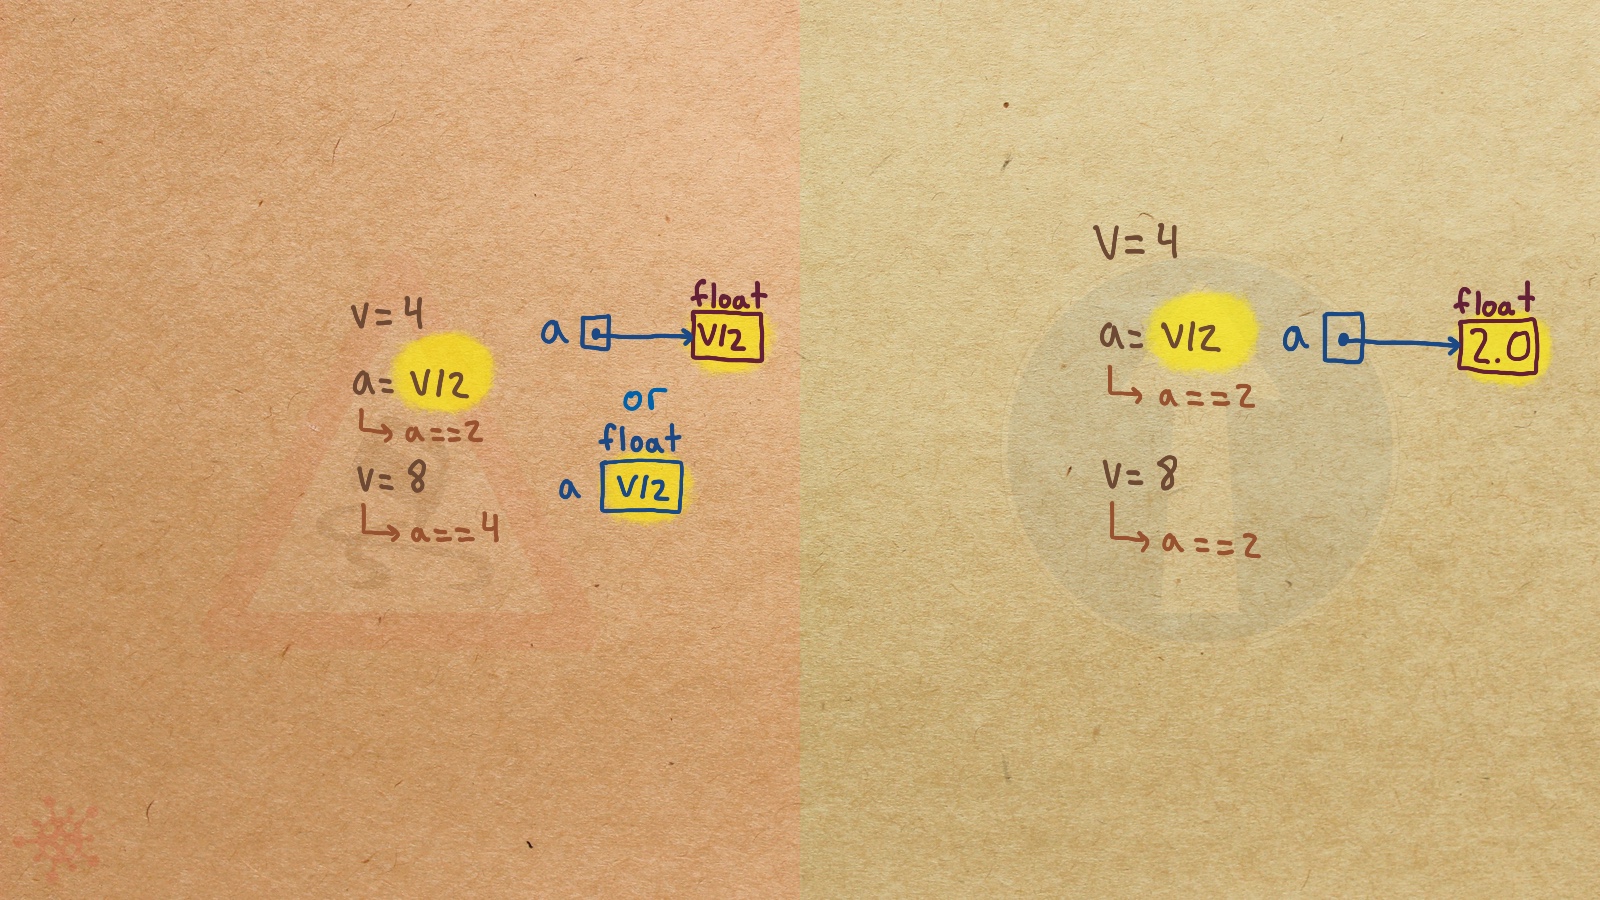 v = 4
a = v/2
a == 2
v = 8
a == 4
a
float
v/2
or
float
a
v/2
V = 4
a = V/2
a == 2
V = 8
a == 2
a
float
2.0